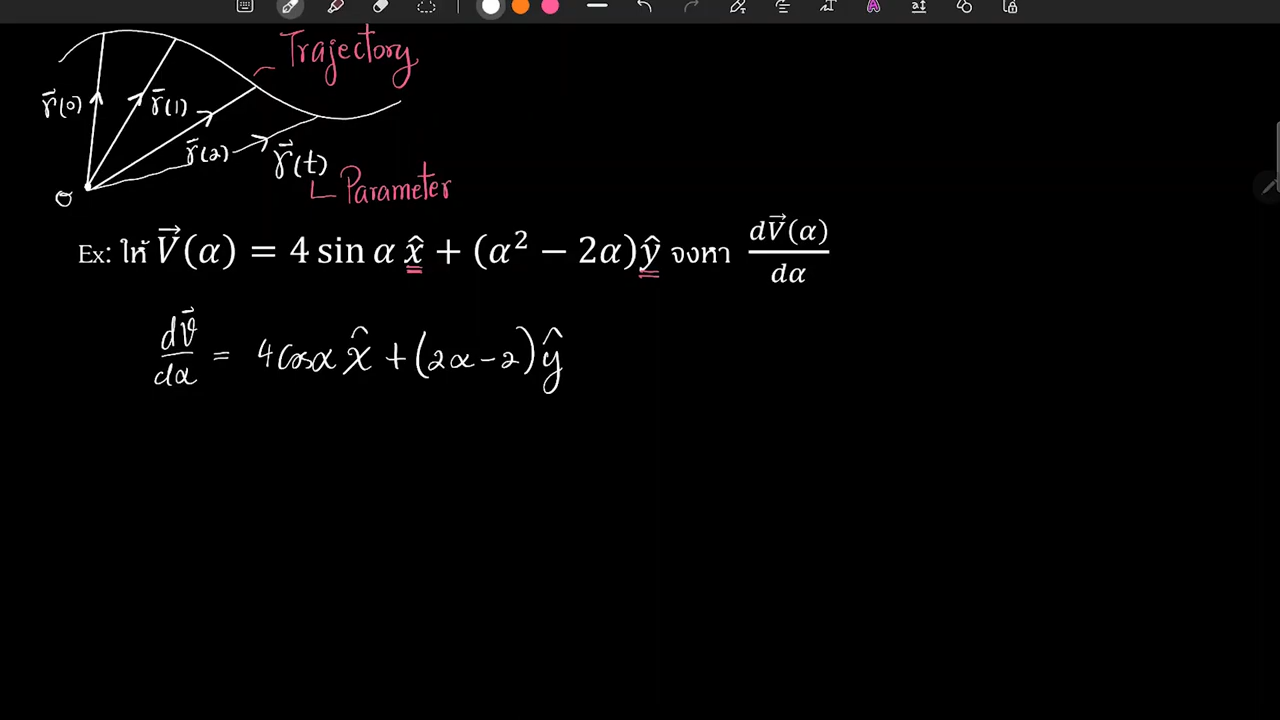 Trajectory
r⃗(0) r⃗(1)
r⃗(2) r⃗(t)
O Parameter
Ex: ให้ V⃗(α) = 4 sin α x̂ + (α² − 2α)ŷ จงหา dV⃗(α)/dα
dv⃗/dα = 4cosα x̂ + (2α − 2)ŷ